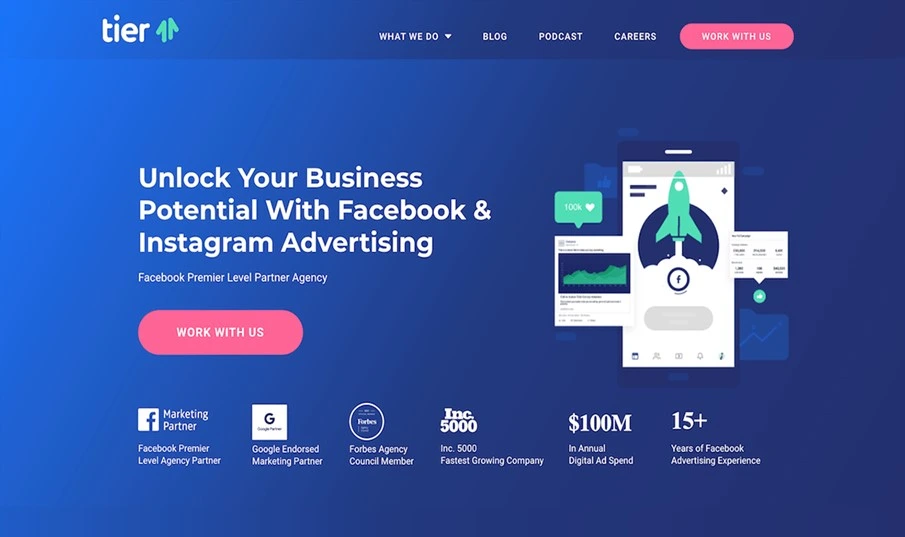 tier 11
WHAT WE DO
BLOG
PODCAST
CAREERS
WORK WITH US
Unlock Your Business
Potential With Facebook &
Instagram Advertising
Facebook Premier Level Partner Agency
WORK WITH US
100k
Marketing
Partner
Facebook Premier
Level Agency Partner
G
Google Partner
Google Endorsed
Marketing Partner
Forbes
Forbes Agency
Council Member
Inc.
5000
Inc. 5000
Fastest Growing Company
$100M
In Annual
Digital Ad Spend
15+
Years of Facebook
Advertising Experience